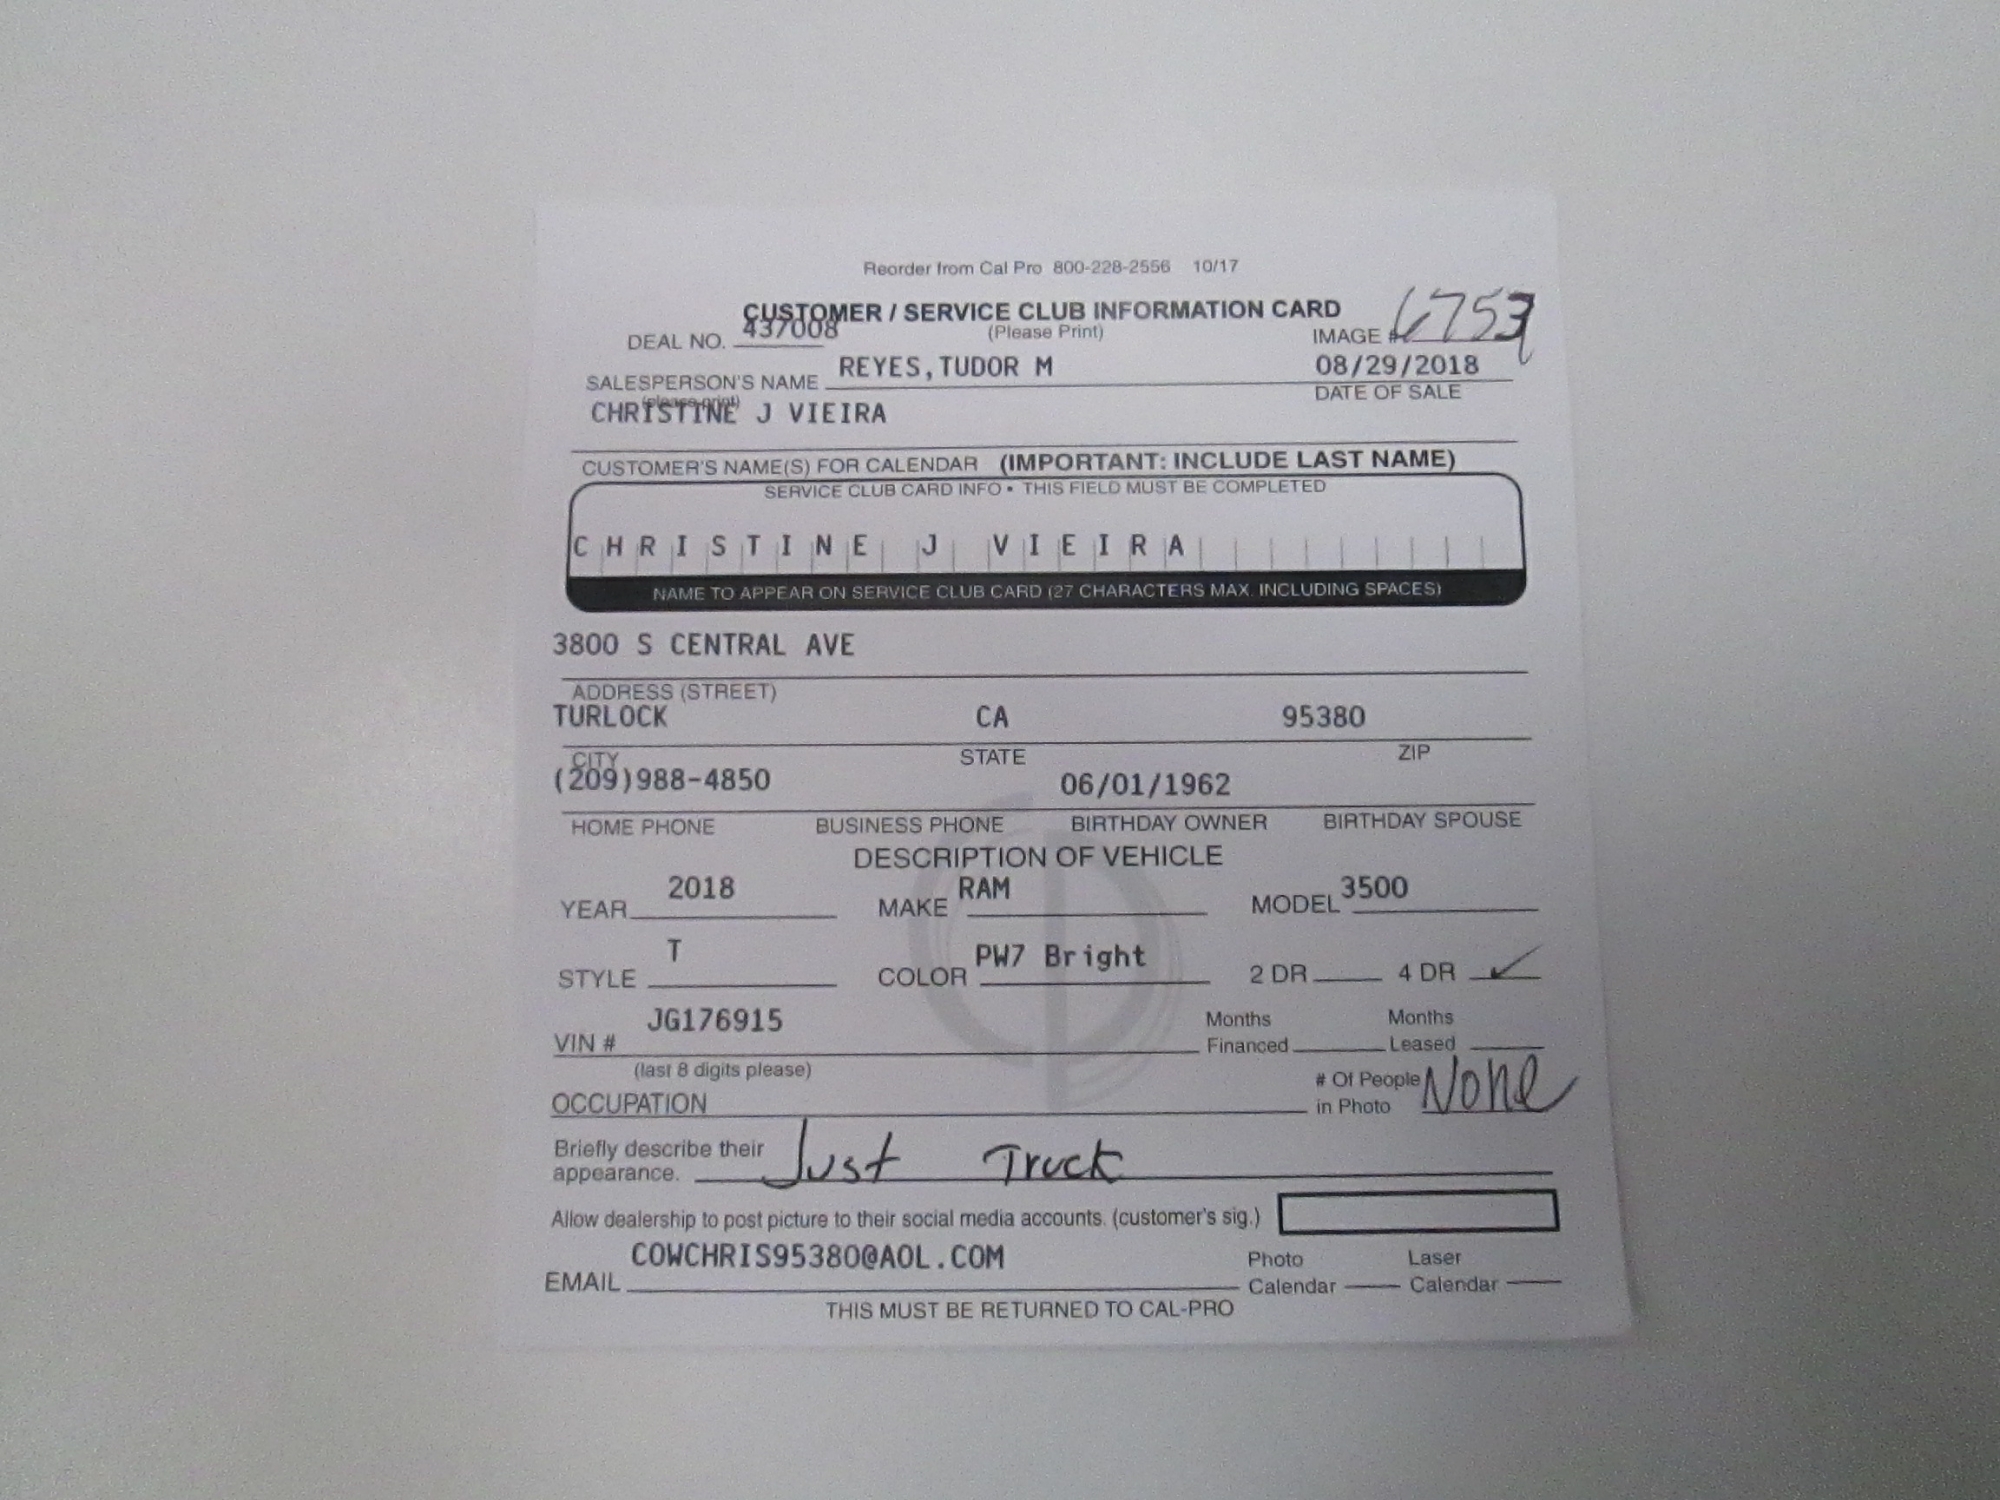 Reorder from Cal Pro 800-228-2556 10/17
CUSTOMER / SERVICE CLUB INFORMATION CARD
(Please Print)
DEAL NO. 437008
IMAGE #
SALESPERSON'S NAME REYES,TUDOR M 08/29/2018
(please print) DATE OF SALE
CHRISTINE J VIEIRA
CUSTOMER'S NAME(S) FOR CALENDAR (IMPORTANT: INCLUDE LAST NAME)
SERVICE CLUB CARD INFO • THIS FIELD MUST BE COMPLETED
CHRISTINE J VIEIRA
NAME TO APPEAR ON SERVICE CLUB CARD (27 CHARACTERS MAX. INCLUDING SPACES)
3800 S CENTRAL AVE
ADDRESS (STREET)
TURLOCK CA 95380
CITY STATE ZIP
(209)988-4850 06/01/1962
HOME PHONE BUSINESS PHONE BIRTHDAY OWNER BIRTHDAY SPOUSE
DESCRIPTION OF VEHICLE
YEAR 2018 MAKE RAM MODEL 3500
STYLE T COLOR PW7 Bright 2 DR 4 DR ✓
VIN # JG176915 Months Financed Months Leased
(last 8 digits please)
OCCUPATION # Of People in Photo None
Briefly describe their appearance. Just Truck
Allow dealership to post picture to their social media accounts. (customer's sig.)
EMAIL COWCHRIS95380@AOL.COM Photo Calendar Laser Calendar
THIS MUST BE RETURNED TO CAL-PRO